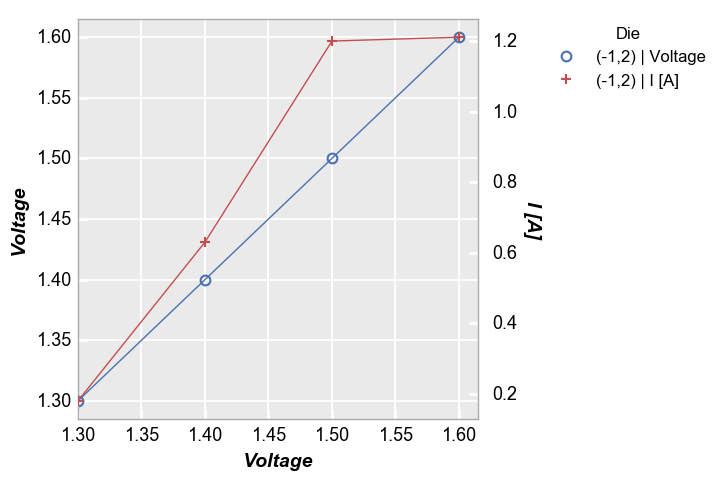 Die
(-1,2) | Voltage
(-1,2) | I [A]
1.60
1.55
1.50
1.45
1.40
1.35
1.30
Voltage
1.2
1.0
0.8
0.6
0.4
0.2
I [A]
1.30 1.35 1.40 1.45 1.50 1.55 1.60
Voltage